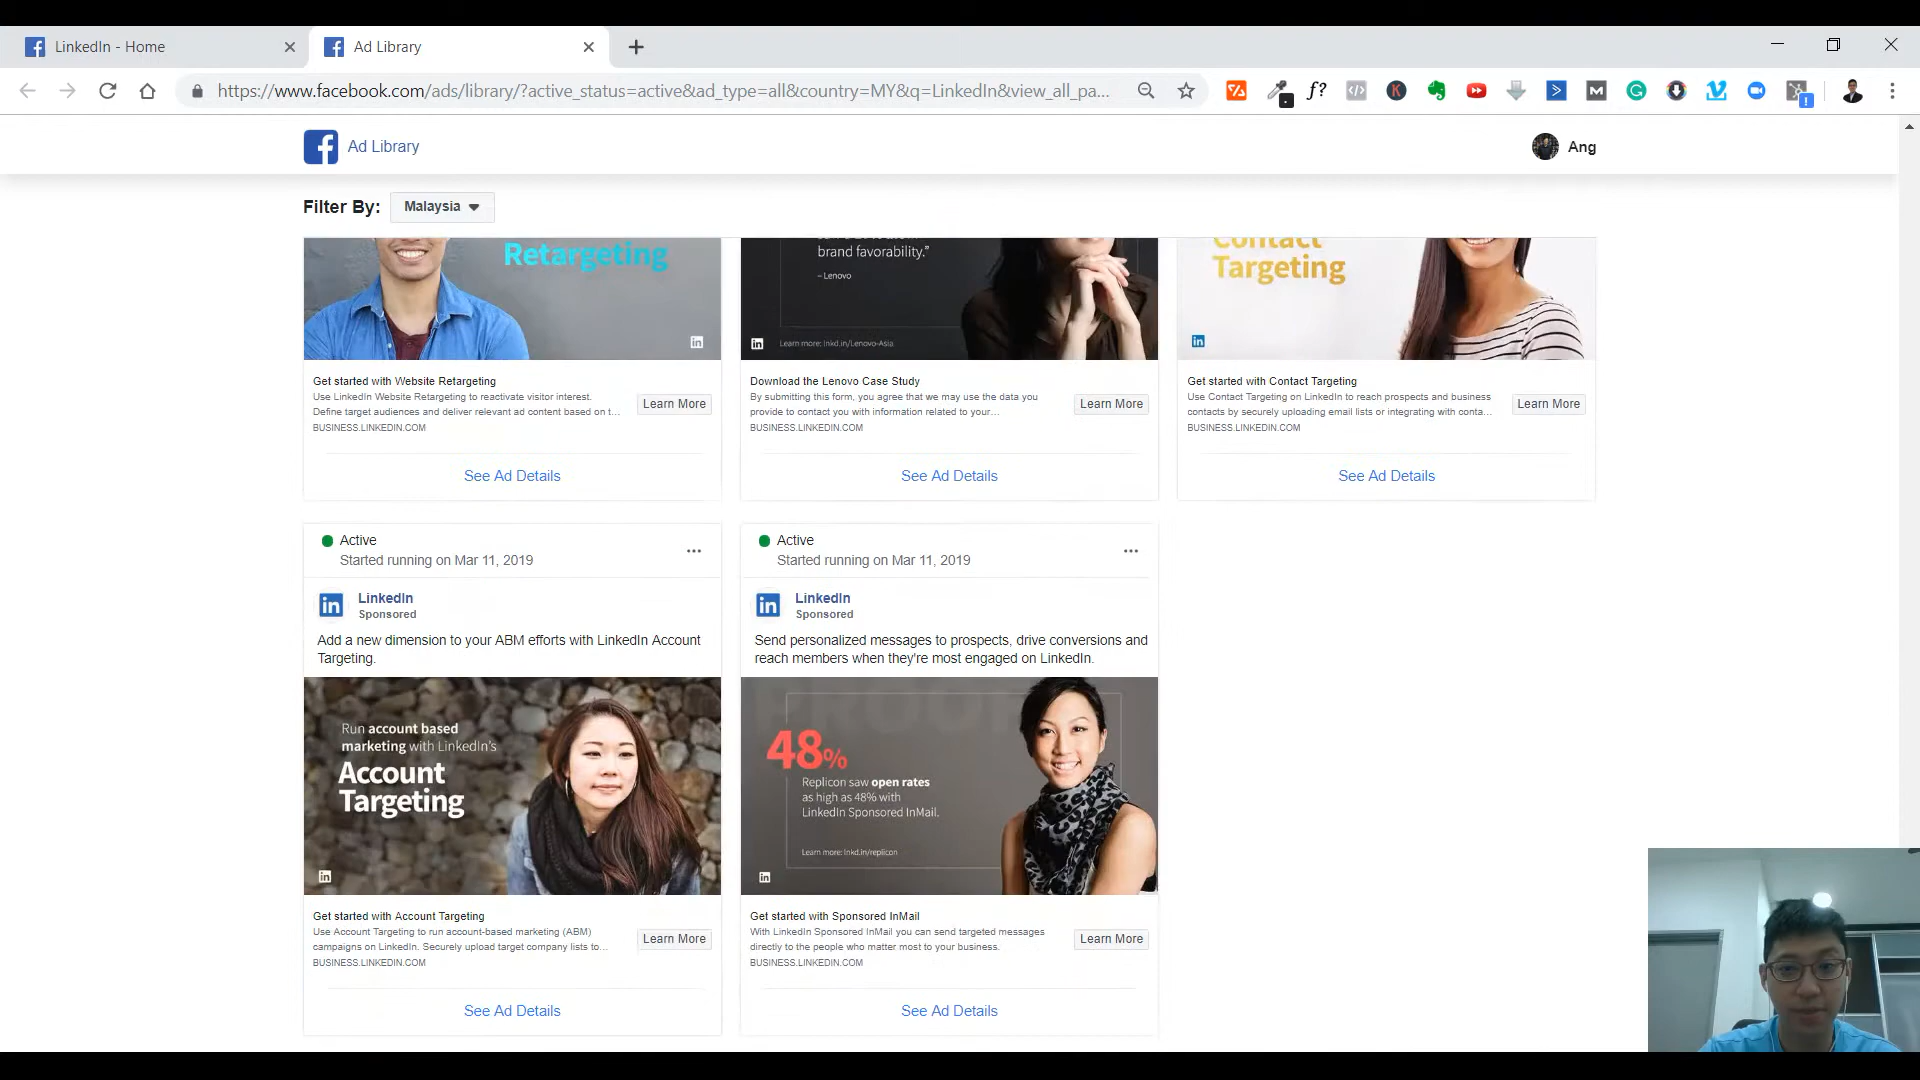 LinkedIn - Home
Ad Library
https://www.facebook.com/ads/library/?active_status=active&ad_type=all&country=MY&q=LinkedIn&view_all_pa...
Ad Library
Ang
Filter By:
Malaysia
Retargeting
brand favorability."
– Lenovo
Learn more: lnkd.in/Lenovo-Asia
Contact
Targeting
Get started with Website Retargeting
Use LinkedIn Website Retargeting to reactivate visitor interest.
Define target audiences and deliver relevant ad content based on t...
BUSINESS.LINKEDIN.COM
Learn More
See Ad Details
Download the Lenovo Case Study
By submitting this form, you agree that we may use the data you
provide to contact you with information related to your...
BUSINESS.LINKEDIN.COM
Learn More
See Ad Details
Get started with Contact Targeting
Use Contact Targeting on LinkedIn to reach prospects and business
contacts by securely uploading email lists or integrating with conta...
BUSINESS.LINKEDIN.COM
Learn More
See Ad Details
Active
Started running on Mar 11, 2019
LinkedIn
Sponsored
Add a new dimension to your ABM efforts with LinkedIn Account
Targeting.
Run account based
marketing with LinkedIn's
Account
Targeting
in
Get started with Account Targeting
Use Account Targeting to run account-based marketing (ABM)
campaigns on LinkedIn. Securely upload target company lists to...
BUSINESS.LINKEDIN.COM
Learn More
See Ad Details
Active
Started running on Mar 11, 2019
LinkedIn
Sponsored
Send personalized messages to prospects, drive conversions and
reach members when they're most engaged on LinkedIn.
PROOF
48%
Replicon saw open rates
as high as 48% with
LinkedIn Sponsored InMail.
Learn more: lnkd.in/replicon
in
Get started with Sponsored InMail
With LinkedIn Sponsored InMail you can send targeted messages
directly to the people who matter most to your business.
BUSINESS.LINKEDIN.COM
Learn More
See Ad Details